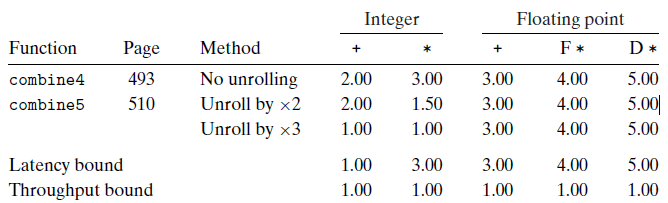 Integer Floating point
Function Page Method + * + F * D *
combine4 493 No unrolling 2.00 3.00 3.00 4.00 5.00
combine5 510 Unroll by ×2 2.00 1.50 3.00 4.00 5.00
Unroll by ×3 1.00 1.00 3.00 4.00 5.00
Latency bound 1.00 3.00 3.00 4.00 5.00
Throughput bound 1.00 1.00 1.00 1.00 1.00